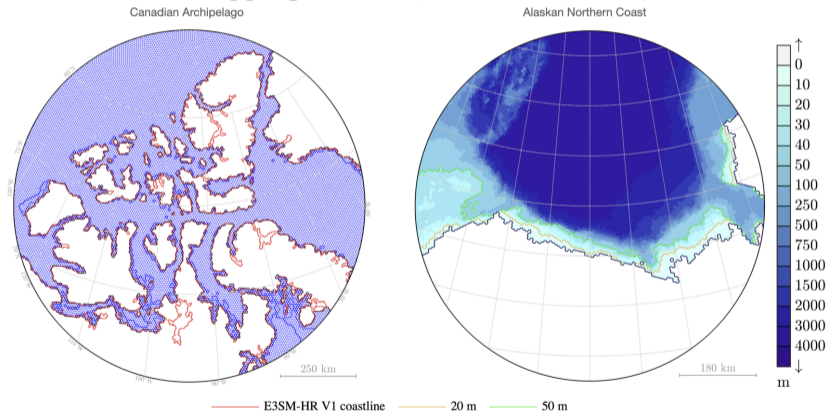 Canadian Archipelago
Alaskan Northern Coast
↑
0
10
20
30
40
50
100
250
500
750
1000
1500
2000
3000
4000
↓
m
250 km
180 km
E3SM-HR V1 coastline
20 m
50 m